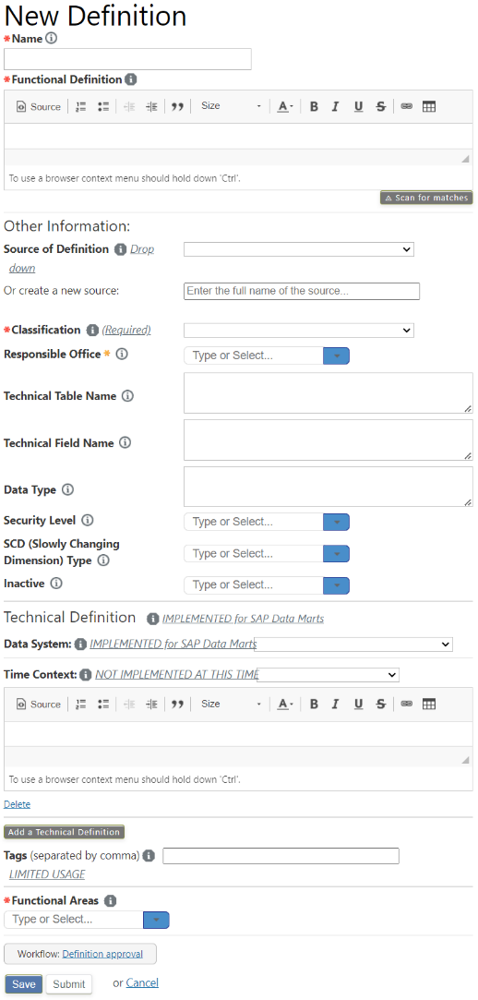 New Definition
*Name
*Functional Definition
Source Size A B I U S
To use a browser context menu should hold down 'Ctrl'.
Scan for matches
Other Information:
Source of Definition Drop
down
Or create a new source: Enter the full name of the source...
*Classification (Required)
Responsible Office * Type or Select...
Technical Table Name
Technical Field Name
Data Type
Security Level Type or Select...
SCD (Slowly Changing
Dimension) Type Type or Select...
Inactive Type or Select...
Technical Definition IMPLEMENTED for SAP Data Marts
Data System: IMPLEMENTED for SAP Data Marts
Time Context: NOT IMPLEMENTED AT THIS TIME
Source Size A B I U S
To use a browser context menu should hold down 'Ctrl'.
Delete
Add a Technical Definition
Tags (separated by comma)
LIMITED USAGE
*Functional Areas
Type or Select...
Workflow: Definition approval
Save Submit or Cancel